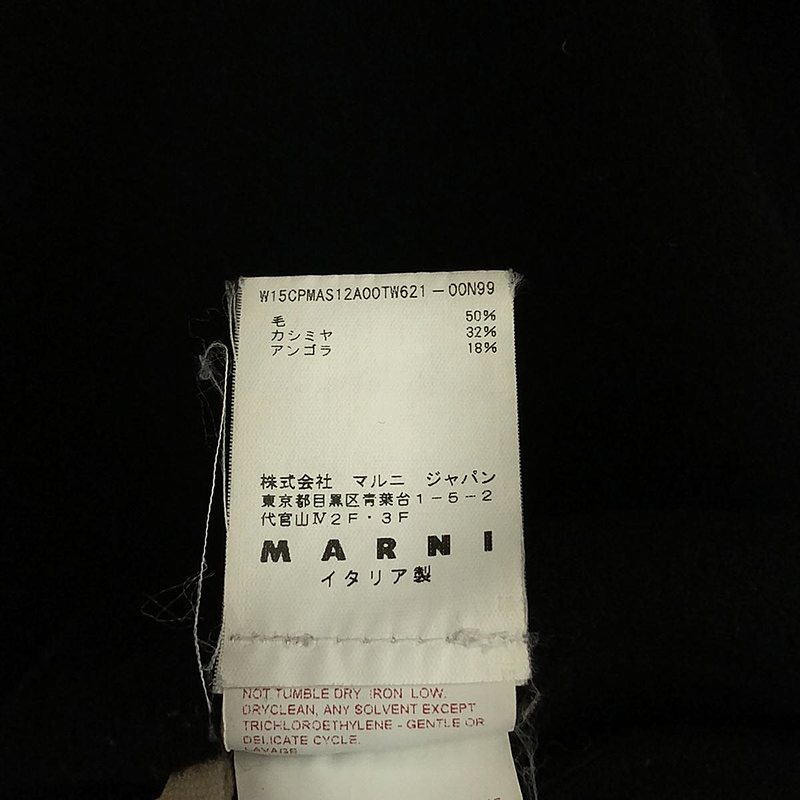 W15CPMAS12A00TW621-00N99
毛 50%
カシミヤ 32%
アンゴラ 18%
株式会社 マルニ ジャパン
東京都目黒区青葉台1-5-2
代官山Ⅳ2F・3F
MARNI
イタリア製
NOT TUMBLE DRY IRON LOW.
DRYCLEAN, ANY SOLVENT EXCEPT
TRICHLOROETHYLENE - GENTLE OR
DELICATE CYCLE.
LAVAGE